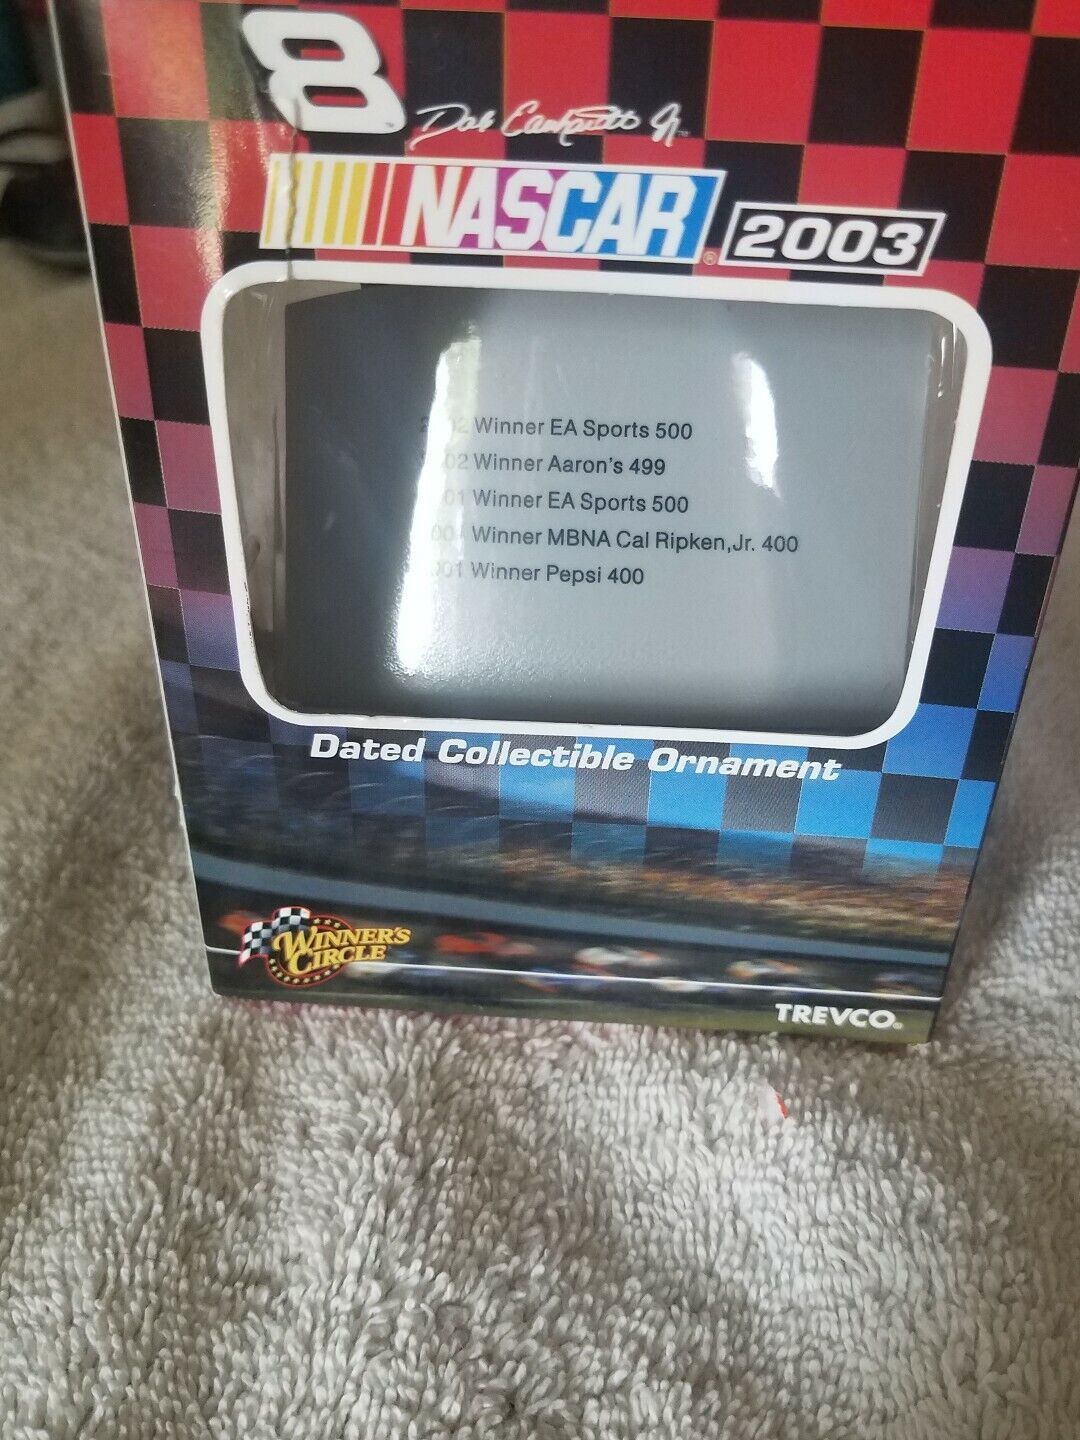 8
Dale Earnhardt Jr.
NASCAR® 2003
Winner EA Sports 500
Winner Aaron's 499
Winner EA Sports 500
Winner MBNA Cal Ripken,Jr. 400
Winner Pepsi 400
Dated Collectible Ornament
WINNER'S
CIRCLE
TREVCO®